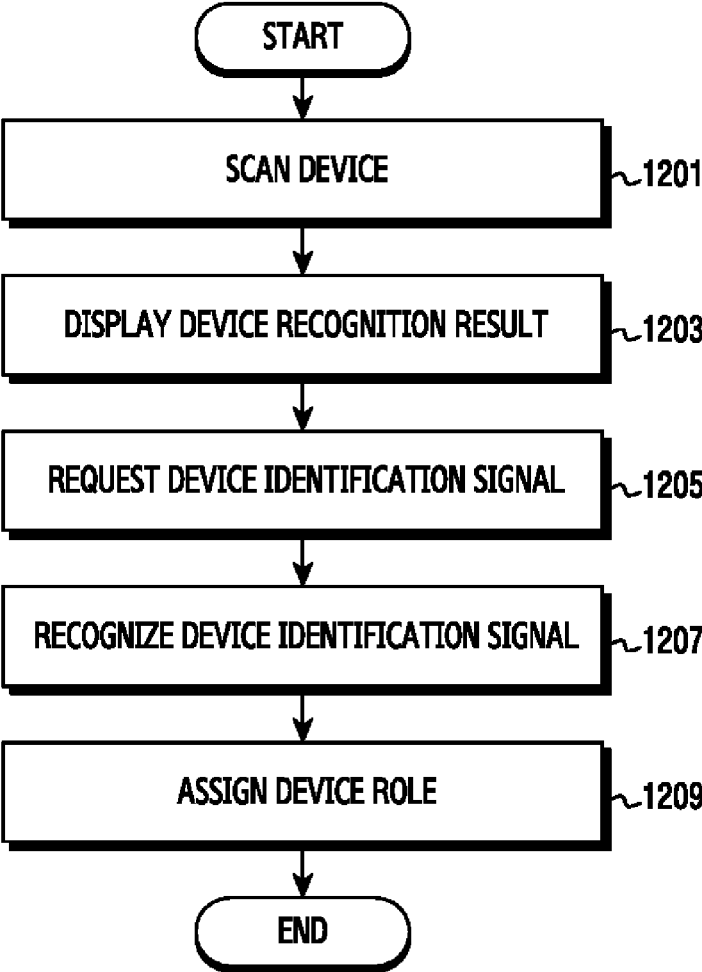 START
SCAN DEVICE
1201
DISPLAY DEVICE RECOGNITION RESULT
1203
REQUEST DEVICE IDENTIFICATION SIGNAL
1205
RECOGNIZE DEVICE IDENTIFICATION SIGNAL
1207
ASSIGN DEVICE ROLE
1209
END